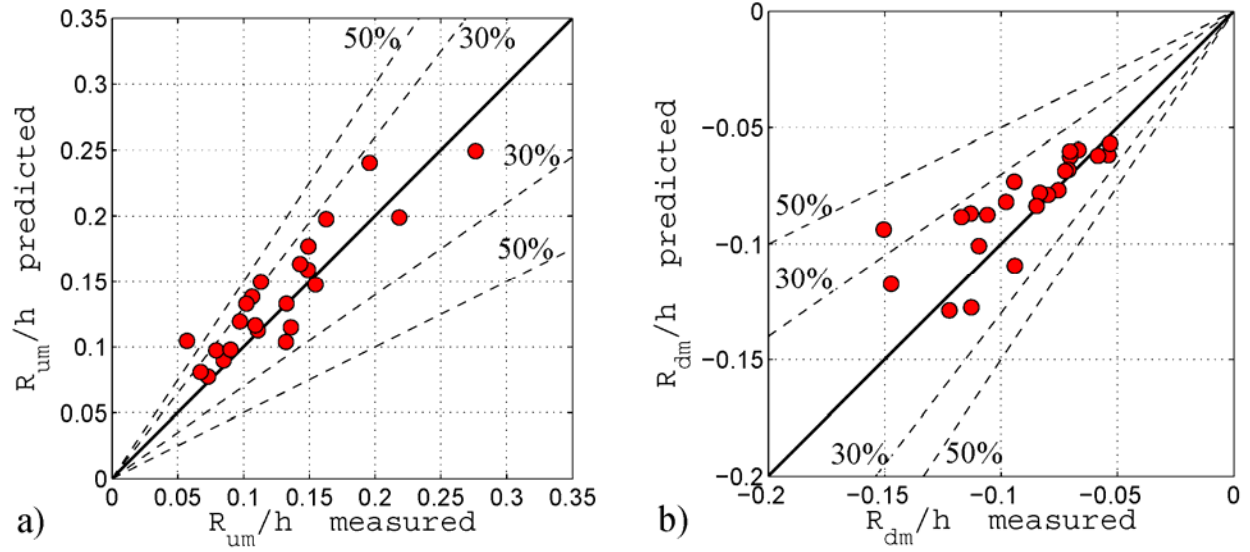 0.35
0.3
0.25
0.2
0.15
0.1
0.05
0
R_um/h predicted
50%
30%
30%
50%
0 0.05 0.1 0.15 0.2 0.25 0.3 0.35
R_um/h measured
a)
0
−0.05
−0.1
−0.15
−0.2
R_dm/h predicted
50%
30%
30%
50%
−0.2 −0.15 −0.1 −0.05 0
R_dm/h measured
b)